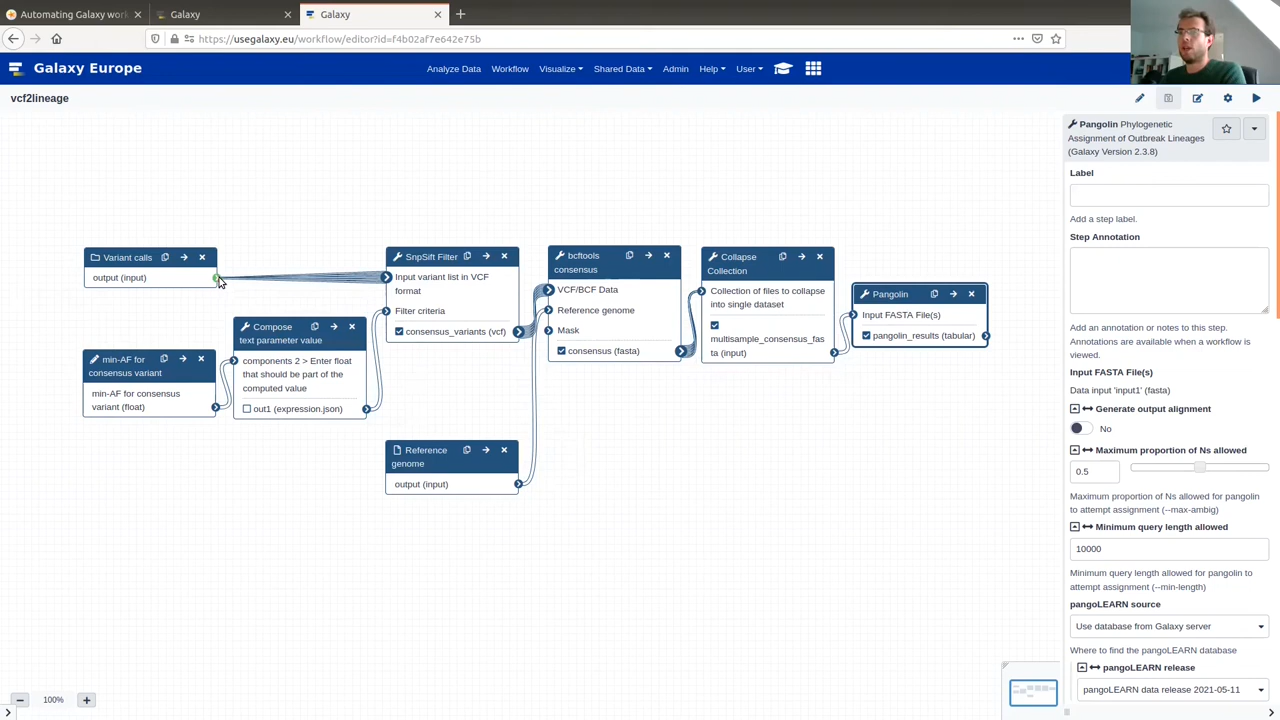 Automating Galaxy wor
Galaxy
Galaxy
https://usegalaxy.eu/workflow/editor?id=f4b02af7e642e75b
Galaxy Europe
Analyze Data
Workflow
Visualize
Shared Data
Admin
Help
User
vcf2lineage
Variant calls
output (input)
min-AF for
consensus variant
min-AF for consensus
variant (float)
Compose
text parameter value
components 2 > Enter float
that should be part of the
computed value
out1 (expression.json)
SnpSift Filter
Input variant list in VCF
format
Filter criteria
consensus_variants (vcf)
Reference
genome
output (input)
bcftools
consensus
VCF/BCF Data
Reference genome
Mask
consensus (fasta)
Collapse
Collection
Collection of files to collapse
into single dataset
multisample_consensus_fas
ta (input)
Pangolin
Input FASTA File(s)
pangolin_results (tabular)
Pangolin Phylogenetic
Assignment of Outbreak Lineages
(Galaxy Version 2.3.8)
Label
Add a step label.
Step Annotation
Add an annotation or notes to this step.
Annotations are available when a workflow is
viewed.
Input FASTA File(s)
Data input 'input1' (fasta)
Generate output alignment
No
Maximum proportion of Ns allowed
0.5
Maximum proportion of Ns allowed for pangolin
to attempt assignment (--max-ambig)
Minimum query length allowed
10000
Minimum query length allowed for pangolin to
attempt assignment (--min-length)
pangoLEARN source
Use database from Galaxy server
Where to find the pangoLEARN database
pangoLEARN release
pangoLEARN data release 2021-05-11
100%